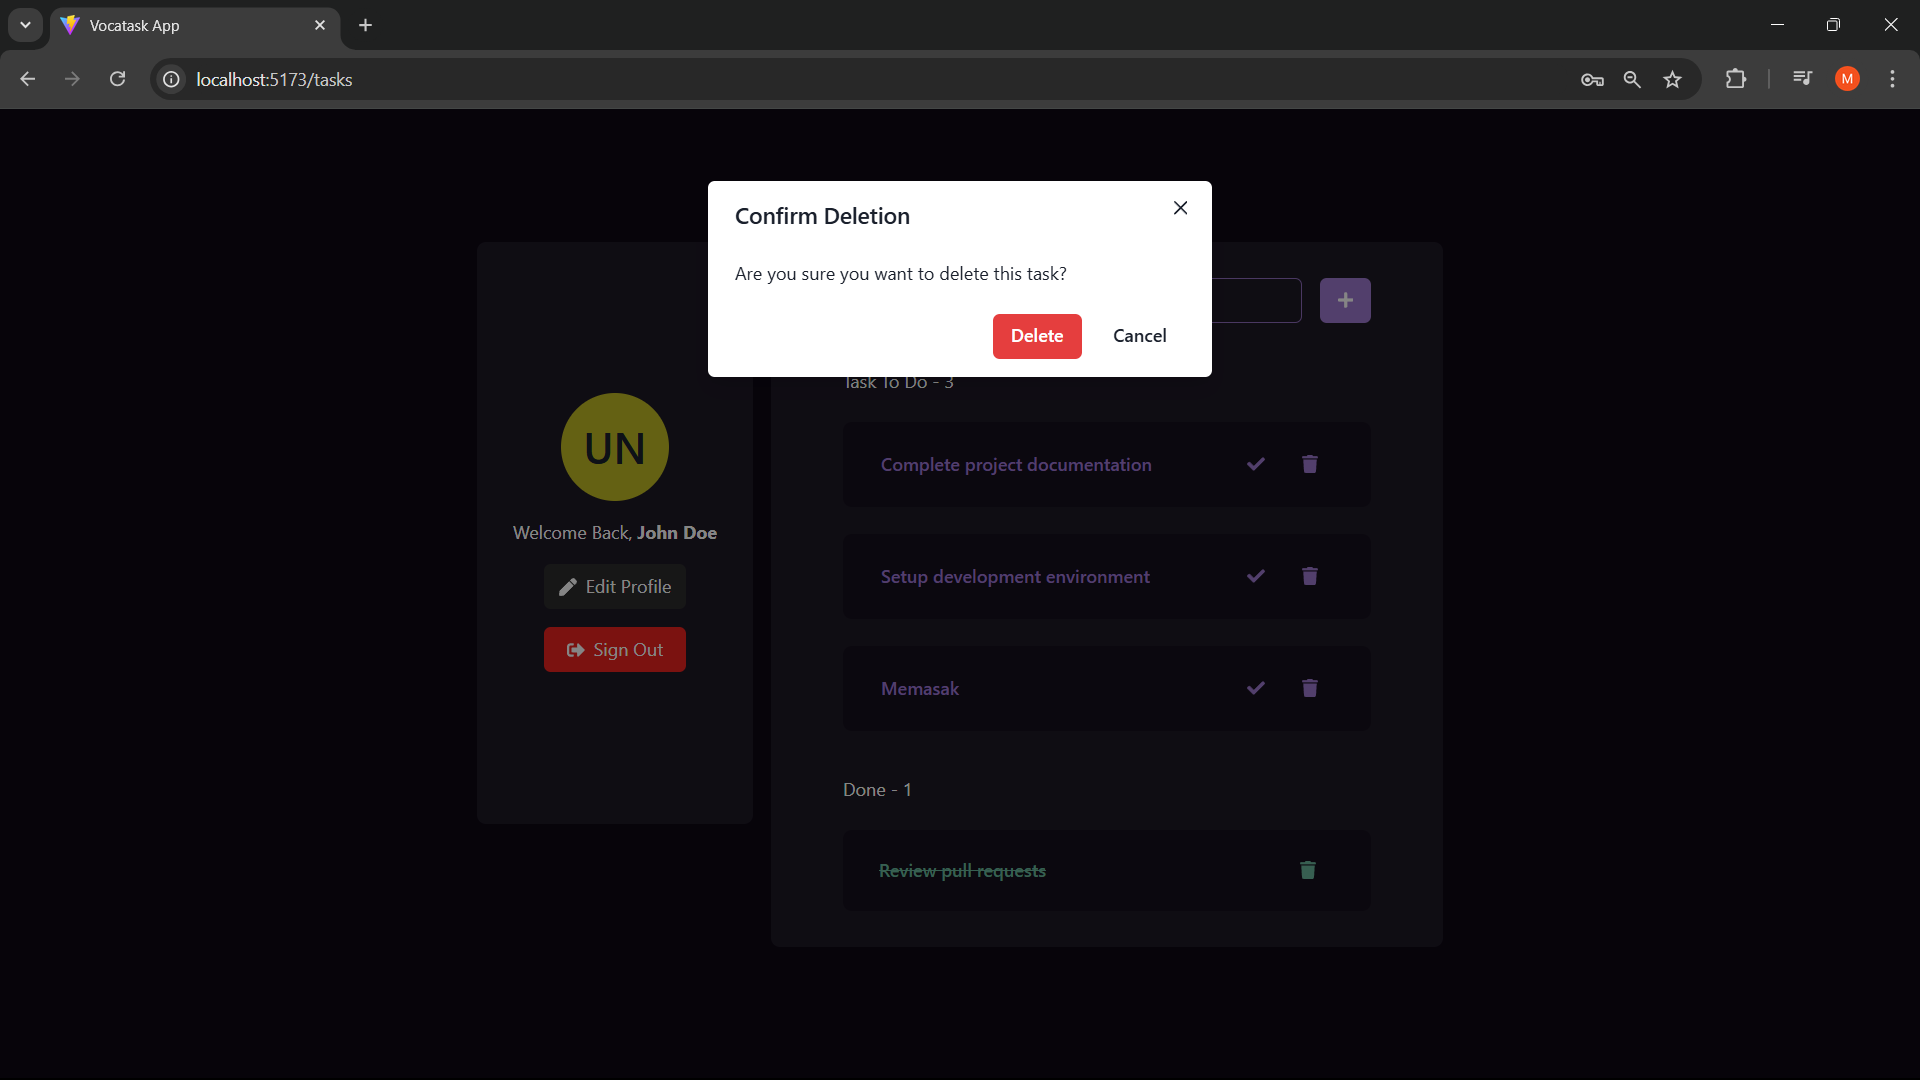 Vocatask App
localhost:5173/tasks
M
Confirm Deletion
Are you sure you want to delete this task?
Delete
Cancel
UN
Welcome Back, John Doe
Edit Profile
Sign Out
Task To Do - 3
Complete project documentation
Setup development environment
Memasak
Done - 1
Review pull requests